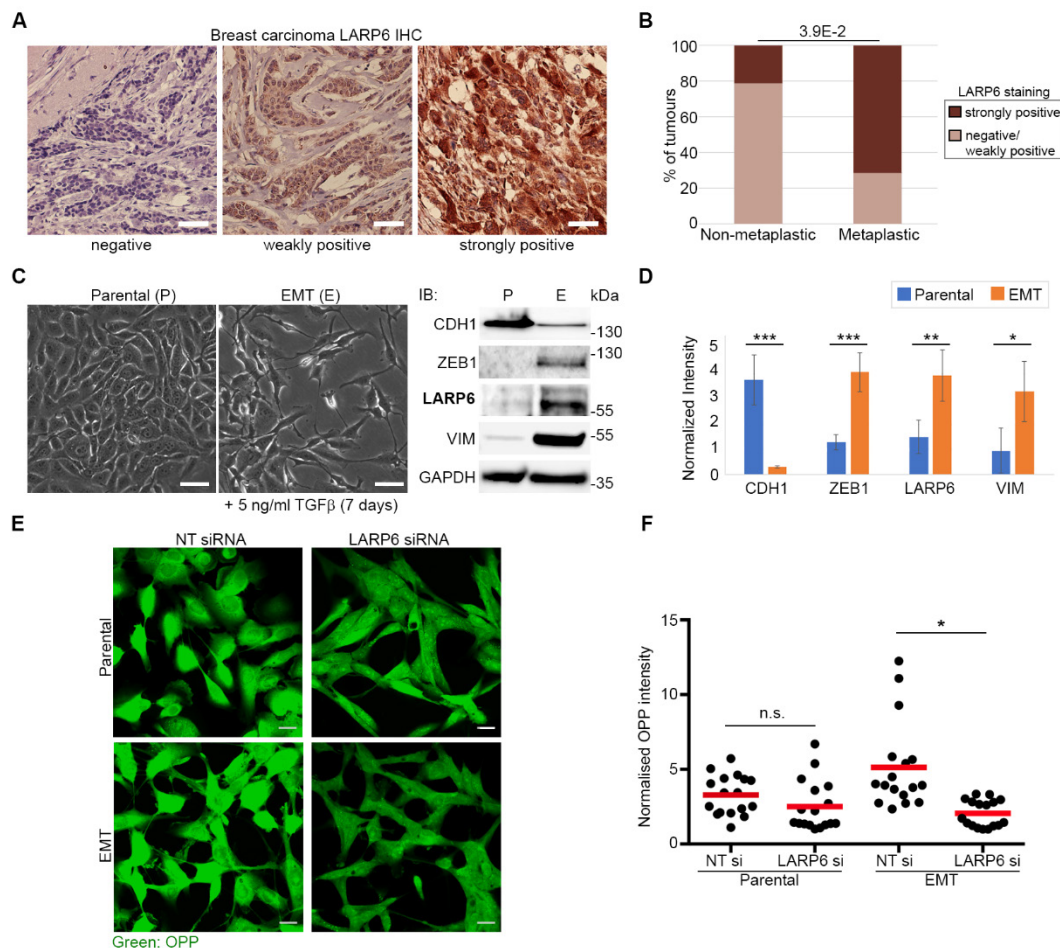 A
Breast carcinoma LARP6 IHC
negative
weakly positive
strongly positive
B
3.9E-2
100
80
60
40
20
0
% of tumours
Non-metaplastic
Metaplastic
LARP6 staining
strongly positive
negative/
weakly positive
C
Parental (P)
EMT (E)
+ 5 ng/ml TGFβ (7 days)
IB:
P
E
kDa
CDH1
-130
ZEB1
-130
LARP6
-55
VIM
-55
GAPDH
-35
D
Parental
EMT
Normalized Intensity
5
4
3
2
1
0
***
***
**
*
CDH1
ZEB1
LARP6
VIM
E
NT siRNA
LARP6 siRNA
Parental
EMT
Green: OPP
F
Normalised OPP intensity
15
10
5
0
n.s.
*
NT si
LARP6 si
NT si
LARP6 si
Parental
EMT